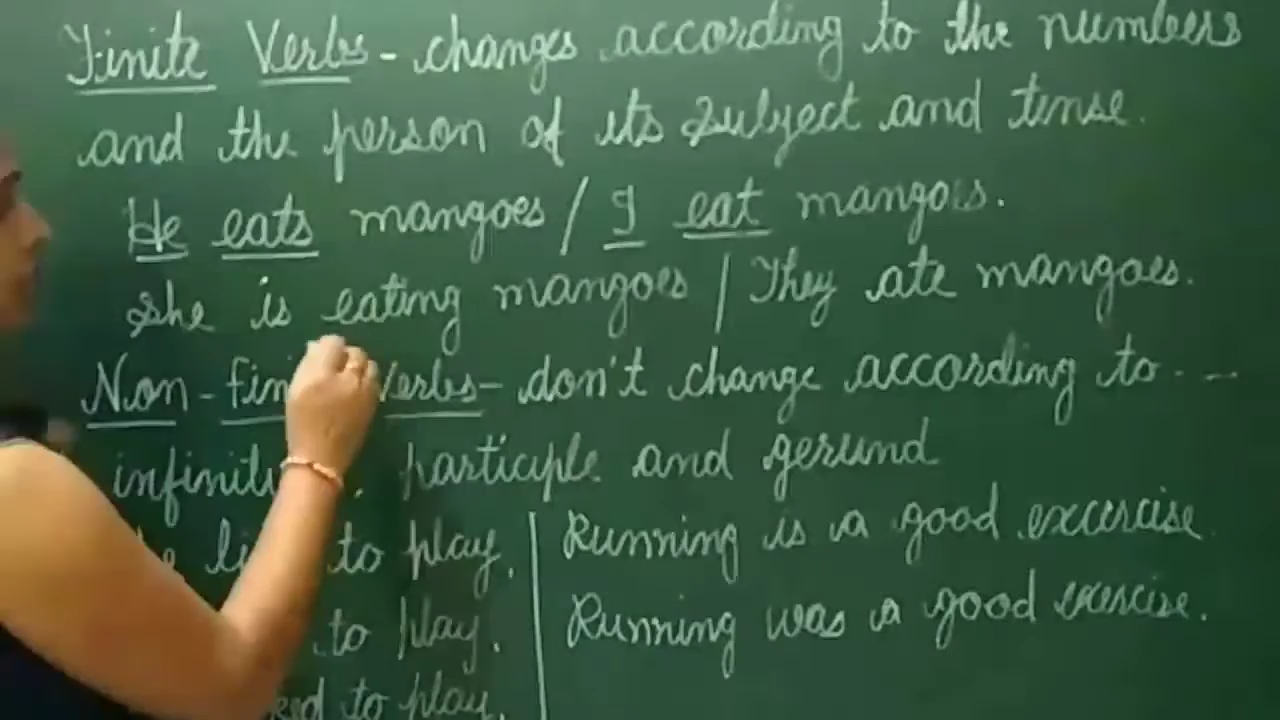 Finite Verbs - changes according to the numbers
and the person of its subject and tense.
He eats mangoes / I eat mangoes.
She is eating mangoes / They ate mangoes.
Non - verbs - don't change according to - -
participle and gerund
to play. Running is a good excercise
to play. Running was a good exercise.
to play.